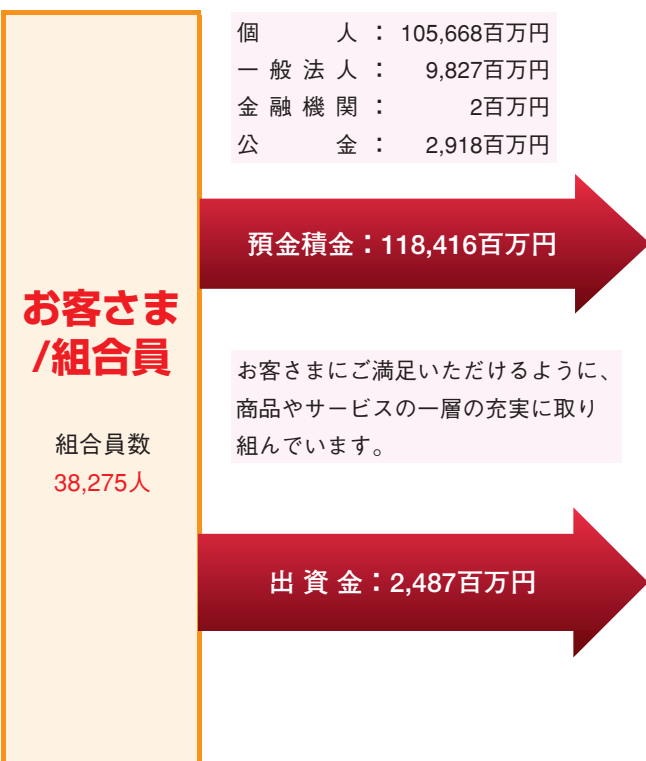 個人：105,668百万円
一般法人：9,827百万円
金融機関：2百万円
公金：2,918百万円
預金積金：118,416百万円
お客さま
/組合員
組合員数
38,275人
お客さまにご満足いただけるように、
商品やサービスの一層の充実に取り
組んでいます。
出資金：2,487百万円